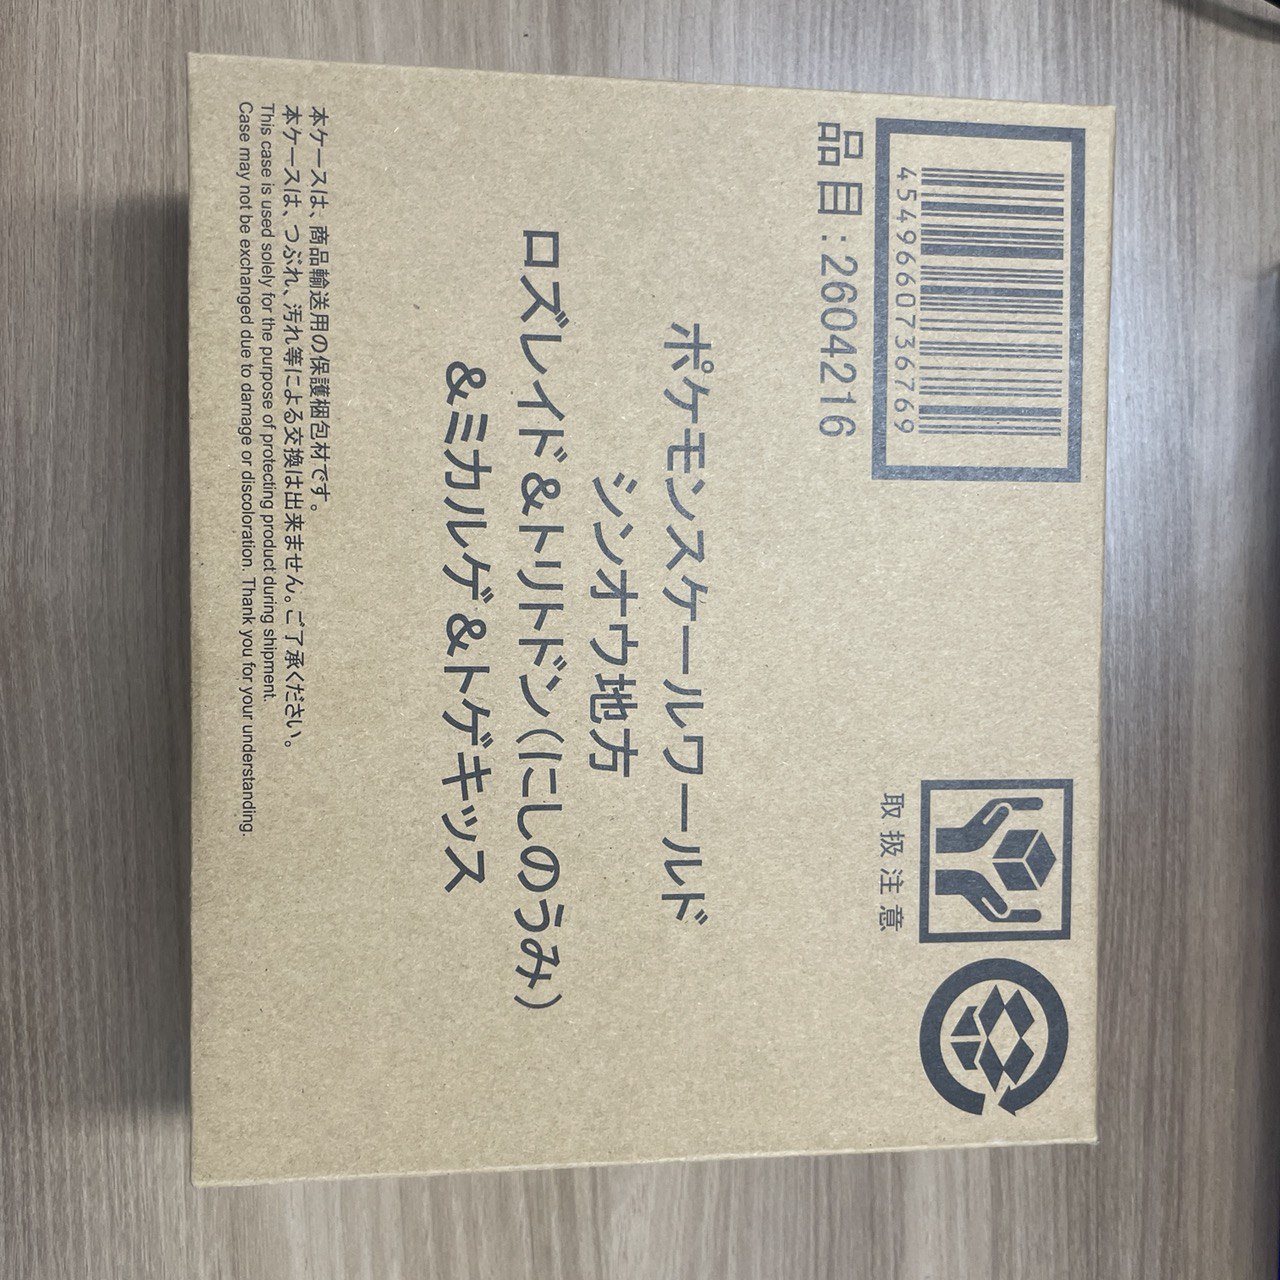 4549660736769
品目:2604216
取扱注意
ポケモンスケールワールド
シンオウ地方
ロズレイド&トリトドン(にしのうみ)
&ミカルゲ&トゲキッス
本ケースは、商品輸送用の保護梱包材です。
本ケースは、つぶれ、汚れ等による交換は出来ません。ご了承ください。
This case is used solely for the purpose of protecting product during shipment.
Case may not be exchanged due to damage or discoloration. Thank you for your understanding.